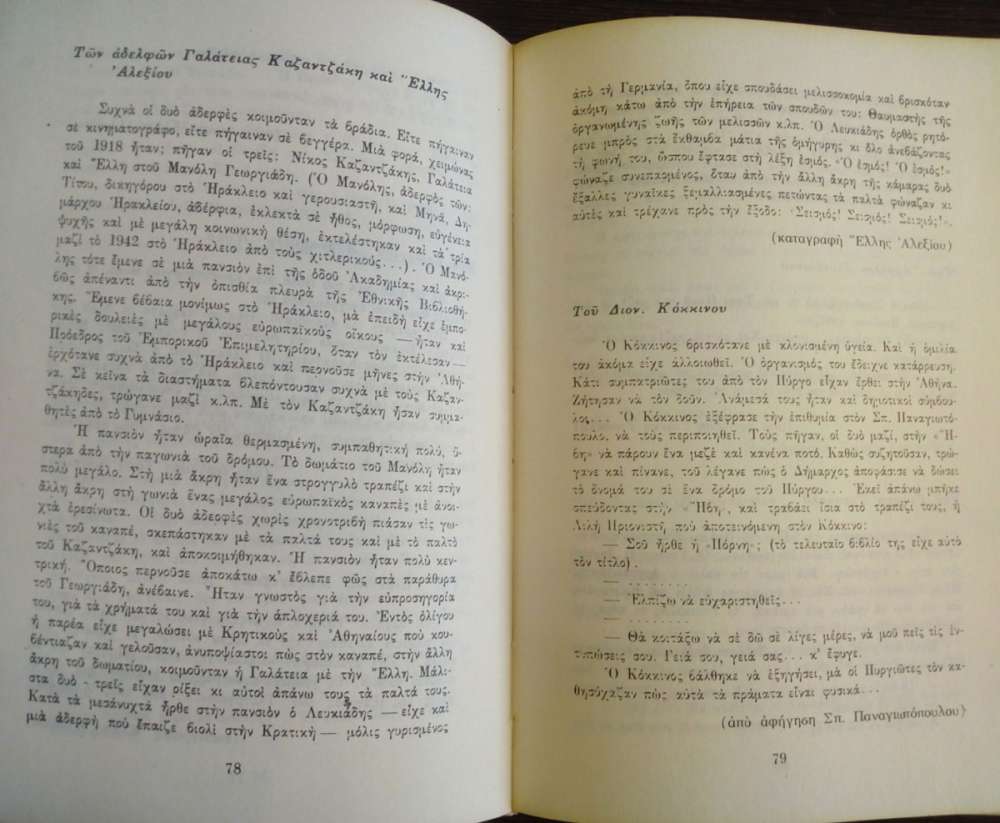 Τῶν ἀδελφῶν Γαλάτειας Καζαντζάκη καὶ Ἕλλης
Ἀλεξίου
Συχνὰ οἱ δυὸ ἀδερφὲς κοιμοῦνταν τὰ βράδια. Εἴτε πήγαιναν
σὲ κινηματογράφο, εἴτε πήγαιναν σὲ βεγγέρα. Μιὰ φορά, χειμώνας
τοῦ 1918 ἦταν; πῆγαν οἱ τρεῖς: Νίκος Καζαντζάκης, Γαλάτεια
καὶ Ἕλλη στοῦ Μανόλη Γεωργιάδη. (Ὁ Μανόλης, ἀδερφὸς τῶν:
Τίτου, δικηγόρου στὸ Ἡράκλειο καὶ γερουσιαστῆ, καὶ Μηνᾶ, Δη-
μάρχου Ἡρακλείου, ἀδέρφια, ἐκλεκτὰ σὲ ἦθος, μόρφωση, εὐγένεια
ψυχῆς καὶ μὲ μεγάλη κοινωνικὴ θέση, ἐκτελέστηκαν καὶ τὰ τρία
μαζὶ τὸ 1942 στὸ Ἡράκλειο ἀπὸ τοὺς χιτλερικούς...). Ὁ Μανό-
λης τότε ἔμενε σὲ μιὰ πανσιὸν ἐπὶ τῆς ὁδοῦ Ἀκαδημίας καὶ ἀκρι-
βῶς ἀπέναντι ἀπὸ τὴν ὀπισθία πλευρὰ τῆς Ἐθνικῆς Βιβλιοθή-
κης. Ἔμενε βέβαια μονίμως στὸ Ἡράκλειο, μὰ ἐπειδὴ εἶχε ἐμπο-
ρικὲς δουλειὲς μὲ μεγάλους εὐρωπαϊκοὺς οἴκους — ἦταν καὶ
Πρόεδρος τοῦ Ἐμπορικοῦ Ἐπιμελητηρίου, ὅταν τὸν ἐκτέλεσαν—
ἐρχότανε συχνὰ ἀπὸ τὸ Ἡράκλειο καὶ περνοῦσε μῆνες στὴν Ἀθή-
να. Σὲ κεῖνα τὰ διαστήματα βλεπόντουσαν συχνὰ μὲ τοὺς Καζαν-
τζάκηδες, τρώγανε μαζὶ κ.λπ. Μὲ τὸν Καζαντζάκη ἦσαν συμμα-
θητὲς ἀπὸ τὸ Γυμνάσιο.
Ἡ πανσιὸν ἦταν ὡραῖα θερμασμένη, συμπαθητικὴ πολύ, ὕ-
στερα ἀπὸ τὴν παγωνιὰ τοῦ δρόμου. Τὸ δωμάτιο τοῦ Μανόλη ἦταν
πολὺ μεγάλο. Στὴ μιὰ ἄκρη ἦταν ἕνα στρογγυλὸ τραπέζι καὶ στὴν
ἄλλη ἄκρη στὴ γωνιὰ ἕνας μεγάλος εὐρωπαϊκὸς καναπὲς μὲ ἀνοι-
χτὰ ἐρεσίνωτα. Οἱ δυὸ ἀδερφὲς χωρὶς χρονοτριβὴ πιάσαν τὶς γω-
νιὲς τοῦ καναπέ, σκεπάστηκαν μὲ τὰ παλτά τους καὶ μὲ τὸ παλτὸ
τοῦ Καζαντζάκη, καὶ ἀποκοιμήθηκαν. Ἡ πανσιὸν ἦταν πολὺ κεν-
τρική. Ὅποιος περνοῦσε ἀποκάτω κ' ἔβλεπε φῶς στὰ παράθυρα
τοῦ Γεωργιάδη, ἀνέβαινε. Ἦταν γνωστὸς γιὰ τὴν εὐπροσηγορία
του, γιὰ τὰ χρήματά του καὶ γιὰ τὴν ἁπλοχεριά του. Ἐντὸς ὀλίγου
ἡ παρέα εἶχε μεγαλώσει μὲ Κρητικοὺς καὶ Ἀθηναίους ποὺ κου-
βέντιαζαν καὶ γελοῦσαν, ἀνυποψίαστοι πὼς στὸν καναπέ, στὴν ἄλλη
ἄκρη τοῦ δωματίου, κοιμοῦνταν ἡ Γαλάτεια μὲ τὴν Ἕλλη. Μάλι-
στα δυὸ - τρεῖς εἶχαν ρίξει κι αὐτοὶ ἀπάνω τους τὰ παλτά τους.
Κατὰ τὰ μεσάνυχτα ἦρθε στὴν πανσιὸν ὁ Λευκιάδης — εἶχε καὶ
μιὰ ἀδερφὴ ποὺ ἔπαιζε βιολὶ στὴν Κρατικὴ — μόλις γυρισμένος
78
ἀπὸ τὴ Γερμανία, ὅπου εἶχε σπουδάσει μελισσοκομία καὶ βρισκόταν
ἀκόμη κάτω ἀπὸ τὴν ἐπήρεια τῶν σπουδῶν του: Θαυμαστὴς τῆς
ὀργανωμένης ζωῆς τῶν μελισσῶν κ.λπ. Ὁ Λευκιάδης ὀρθὸς ρητό-
ρευε μπρὸς στὰ ἔκθαμβα μάτια τῆς ὁμήγυρης κι ὅλο ἀνεβάζοντας
τὴ φωνή του, ὥσπου ἔφτασε στὴ λέξη ἑσμός. «Ὁ ἑσμός! Ὁ ἑσμός!»
φώναζε συνεπαρμένος, ὅταν ἀπὸ τὴν ἄλλη ἄκρη τῆς κάμαρας δυὸ
ἔξαλλες γυναῖκες ξεμαλλιασμένες πετώντας τὰ παλτὰ φώναζαν κι
αὐτὲς καὶ τρέχανε πρὸς τὴν ἔξοδο: «Σεισμός! Σεισμός! Σεισμός!».
(καταγραφὴ Ἕλλης Ἀλεξίου)
Τοῦ Διον. Κόκκινου
Ὁ Κόκκινος βρισκότανε μὲ κλονισμένη ὑγεία. Καὶ ἡ ὁμιλία
του ἀκόμα εἶχε ἀλλοιωθεῖ. Ὁ ὀργανισμός του ἔδειχνε κατάρρευση.
Κάτι συμπατριῶτες του ἀπὸ τὸν Πύργο εἶχαν ἔρθει στὴν Ἀθήνα.
Ζήτησαν νὰ τὸν δοῦν. Ἀνάμεσά τους ἦταν καὶ δημοτικοὶ σύμβου-
λοι... Ὁ Κόκκινος ἐξέφρασε τὴν ἐπιθυμία στὸν Σπ. Παναγιωτό-
πουλο, νὰ τοὺς περιποιηθεῖ. Τοὺς πῆγαν, οἱ δυὸ μαζί, στὴν «Ἥ-
βη» νὰ πάρουν ἕνα μεζὲ καὶ κανένα ποτό. Καθὼς συζητοῦσαν, τρώ-
γανε καὶ πίνανε, τοῦ λέγανε πὼς ὁ Δήμαρχος ἀποφάσισε νὰ δώσει
τὸ ὄνομά του σὲ ἕνα δρόμο τοῦ Πύργου... Ἐκεῖ ἀπάνω μπῆκε
σπεύδοντας στὴν «Ἥβη», καὶ τραβάει ἴσια στὸ τραπέζι τους, ἡ
Λιλὴ Πριονιστῆ, ποὺ ἀποτεινόμενη στὸν Κόκκινο:
— Σοῦ ἦρθε ἡ «Πόρνη»; (τὸ τελευταῖο βιβλίο της εἶχε αὐτὸ
τὸν τίτλο).
— ........
— Ἐλπίζω νὰ εὐχαριστηθεῖς...
— ........
— Θὰ κοιτάξω νὰ σὲ δῶ σὲ λίγες μέρες, νὰ μοῦ πεῖς τὶς ἐν-
τυπώσεις σου. Γειά σου, γειά σας... κ' ἔφυγε.
Ὁ Κόκκινος βάλθηκε νὰ ἐξηγήσει, μὰ οἱ Πυργιῶτες τὸν κα-
θησύχαζαν πὼς αὐτὰ τὰ πράματα εἶναι φυσικά...
(ἀπὸ ἀφήγηση Σπ. Παναγιωτόπουλου)
79